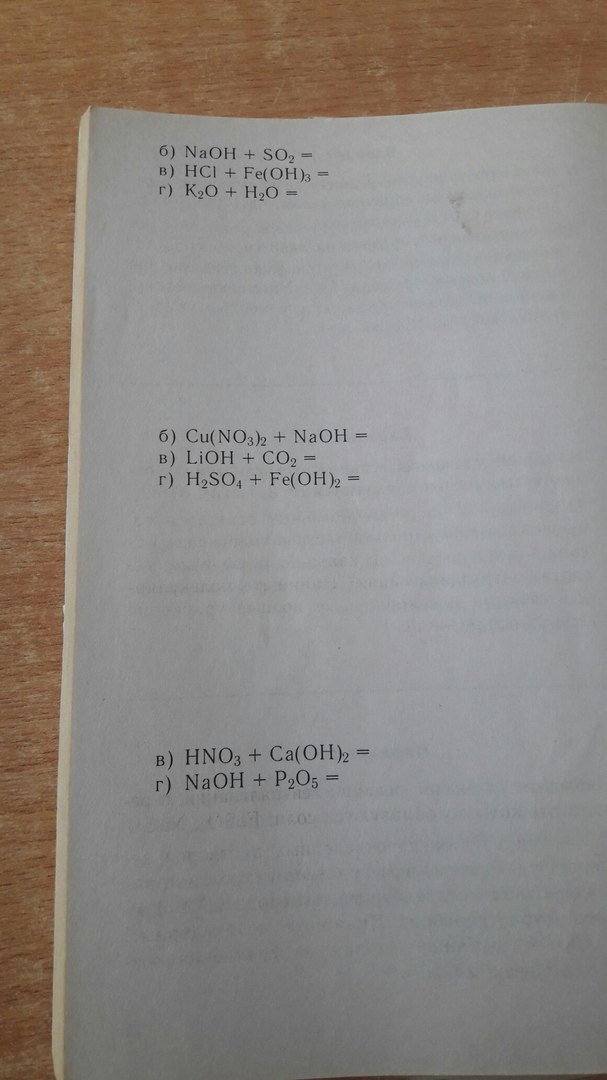 б) NaOH + SO₂ =
в) HCl + Fe(OH)₃ =
г) K₂O + H₂O =
б) Cu(NO₃)₂ + NaOH =
в) LiOH + CO₂ =
г) H₂SO₄ + Fe(OH)₂ =
в) HNO₃ + Ca(OH)₂ =
г) NaOH + P₂O₅ =